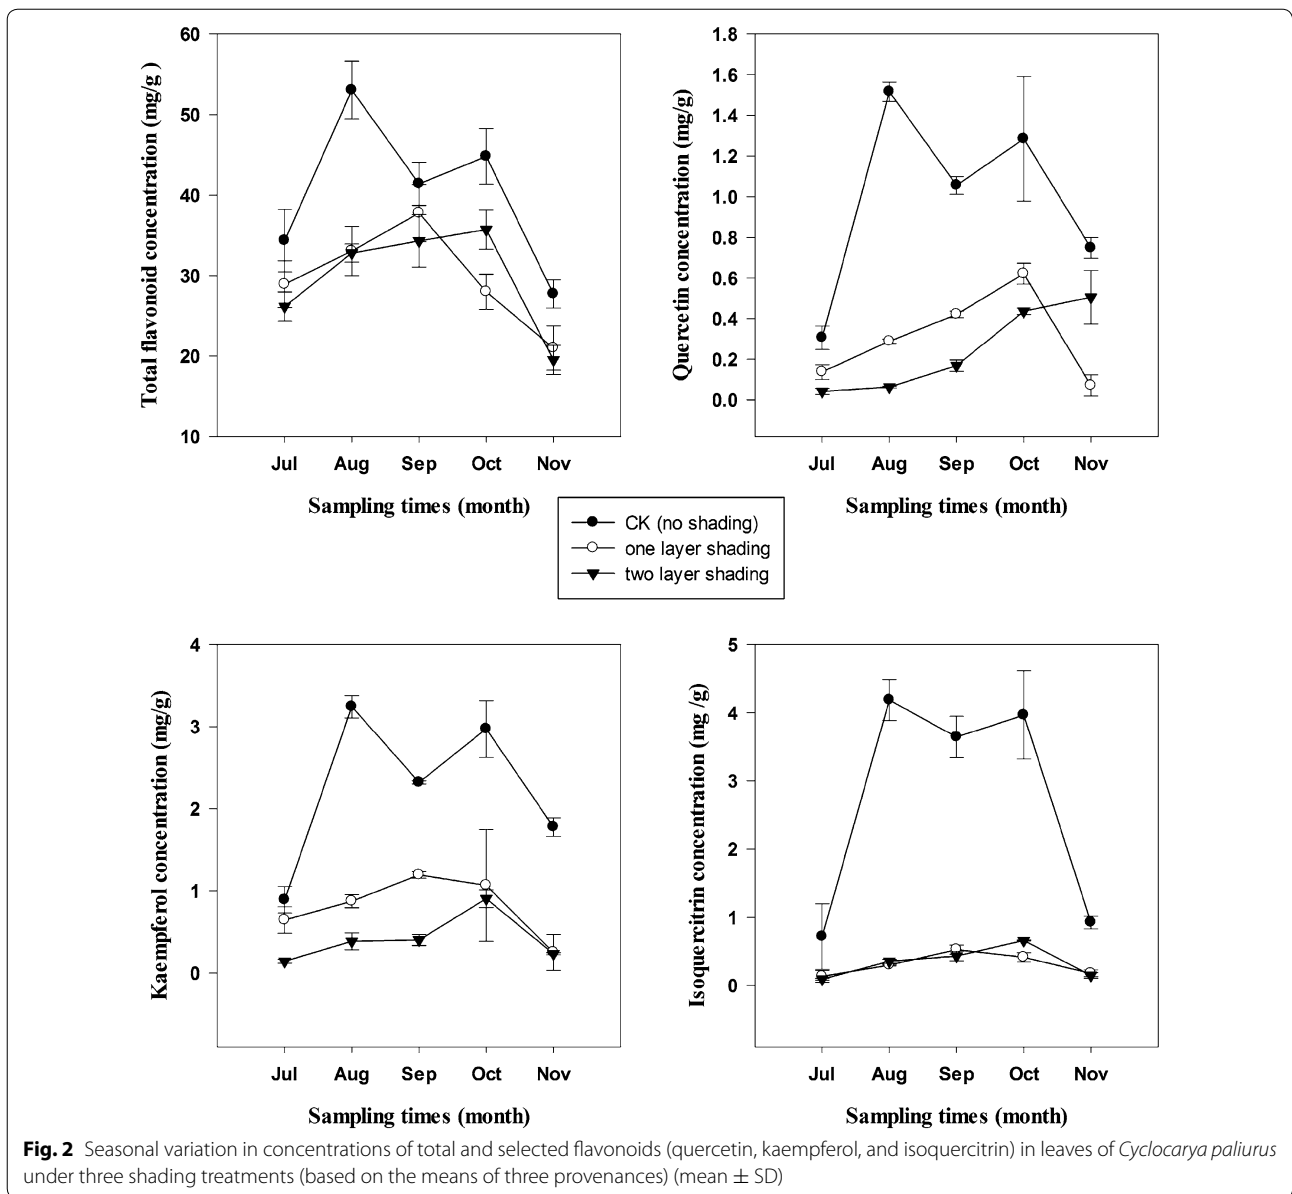 Total flavonoid concentration (mg/g)
60
50
40
30
20
10
Jul Aug Sep Oct Nov
Sampling times (month)
Quercetin concentration (mg/g)
1.8
1.6
1.4
1.2
1.0
0.8
0.6
0.4
0.2
0.0
Jul Aug Sep Oct Nov
Sampling times (month)
CK (no shading)
one layer shading
two layer shading
Kaempferol concentration (mg/g)
4
3
2
1
0
Jul Aug Sep Oct Nov
Sampling times (month)
Isoquercitrin concentration (mg /g)
5
4
3
2
1
0
Jul Aug Sep Oct Nov
Sampling times (month)
Fig. 2 Seasonal variation in concentrations of total and selected flavonoids (quercetin, kaempferol, and isoquercitrin) in leaves of Cyclocarya paliurus
under three shading treatments (based on the means of three provenances) (mean ± SD)